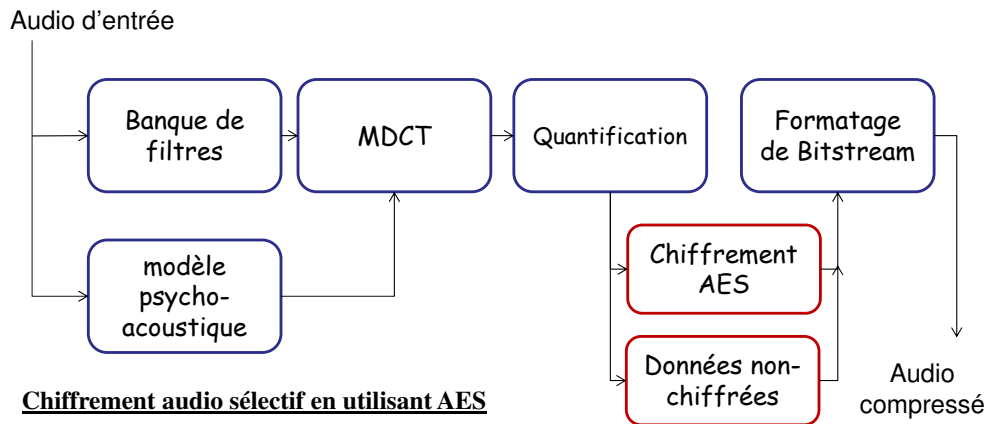 Audio d'entrée
Banque de
filtres
MDCT
Quantification
Formatage
de Bitstream
modèle
psycho-
acoustique
Chiffrement
AES
Données non-
chiffrées
Audio
compressé
Chiffrement audio sélectif en utilisant AES